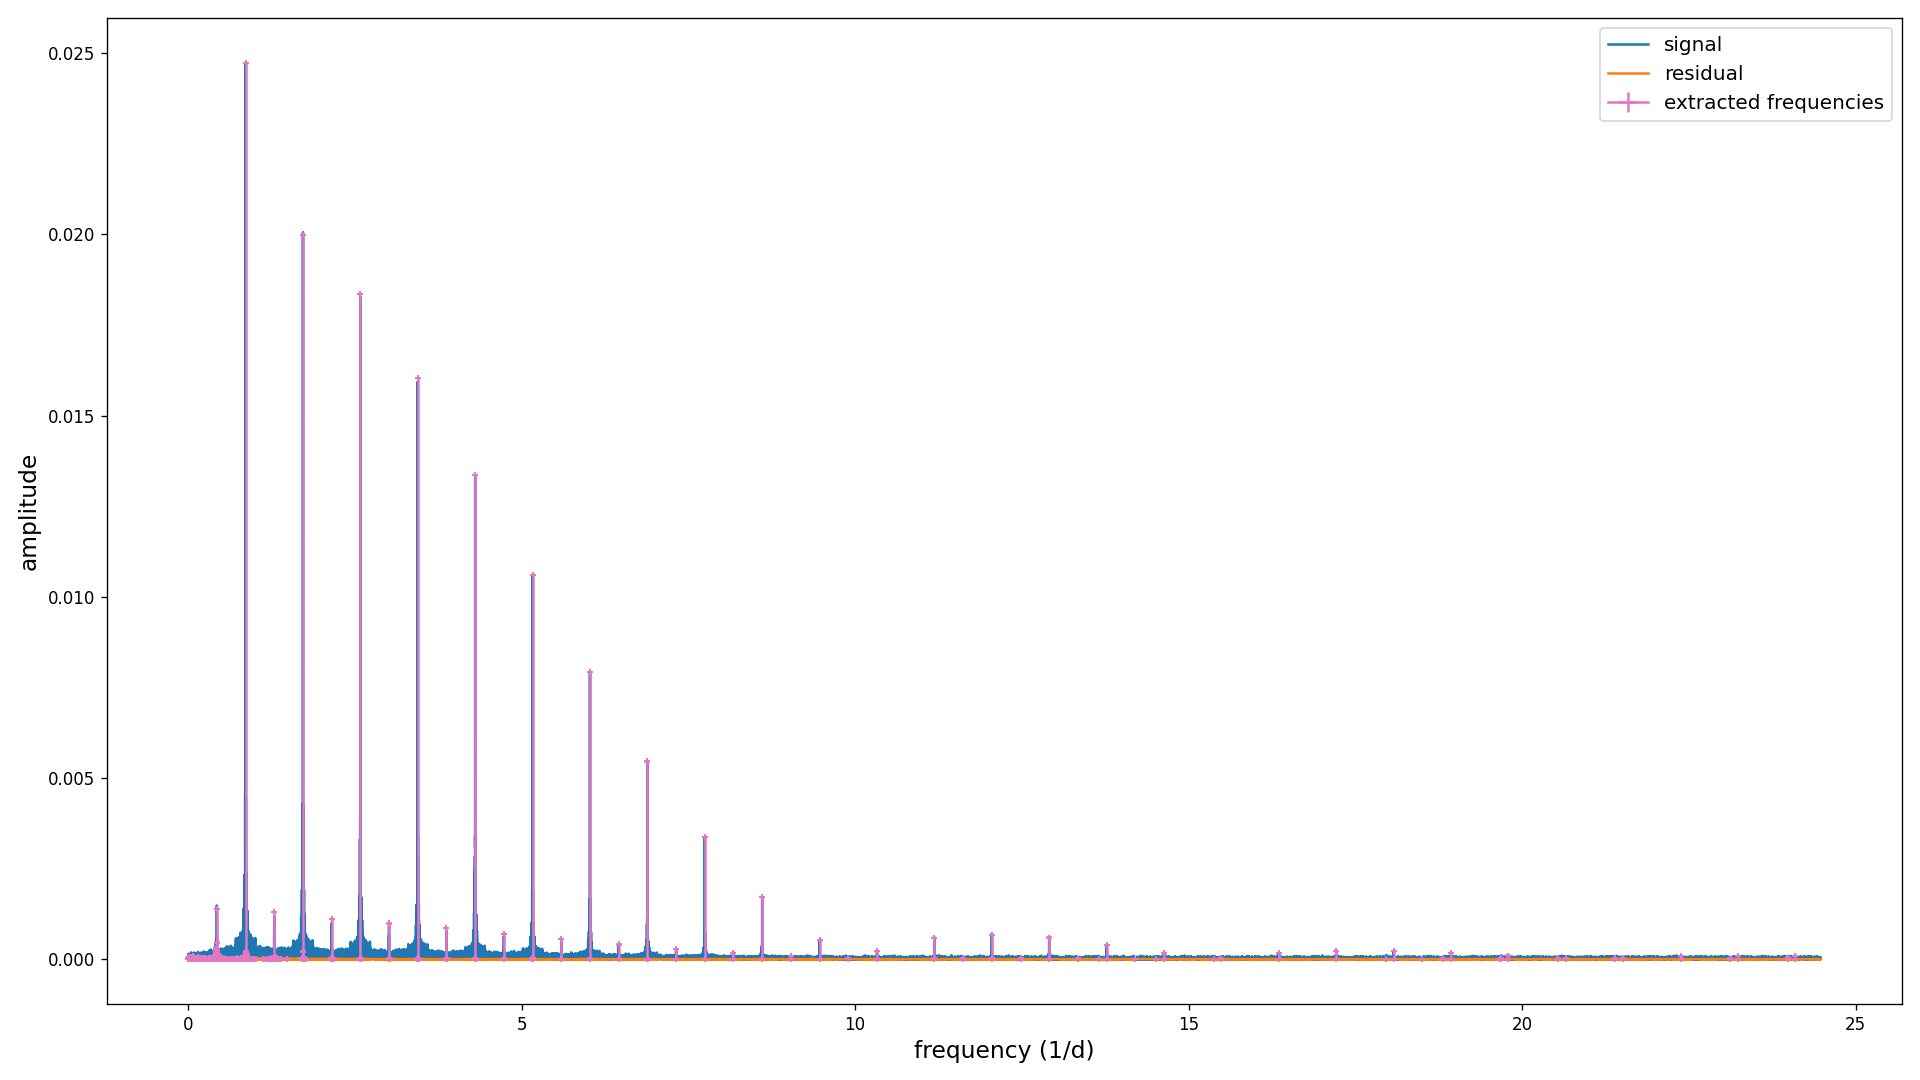 signal
residual
extracted frequencies
0.025
0.020
0.015
0.010
0.005
0.000
amplitude
0 5 10 15 20 25
frequency (1/d)